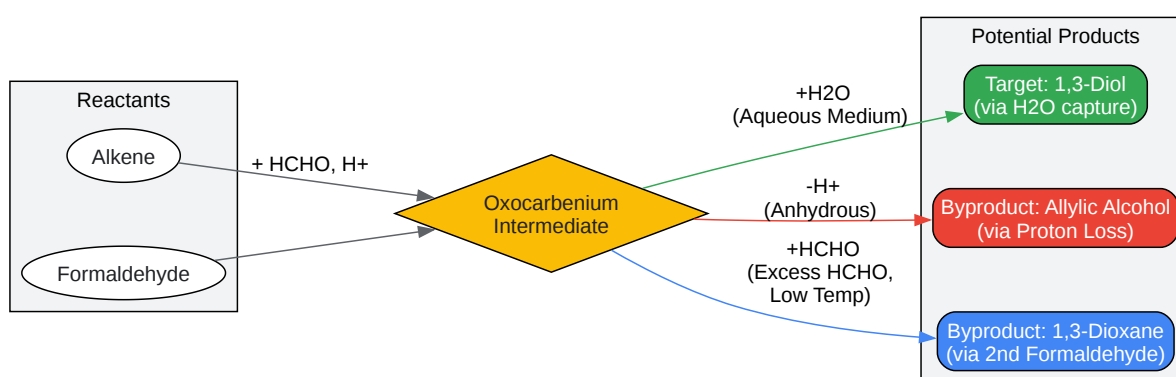 Reactants
Alkene
Formaldehyde
+ HCHO, H+
Oxocarbenium
Intermediate
+H2O
(Aqueous Medium)
-H+
(Anhydrous)
+HCHO
(Excess HCHO,
Low Temp)
Potential Products
Target: 1,3-Diol
(via H2O capture)
Byproduct: Allylic Alcohol
(via Proton Loss)
Byproduct: 1,3-Dioxane
(via 2nd Formaldehyde)